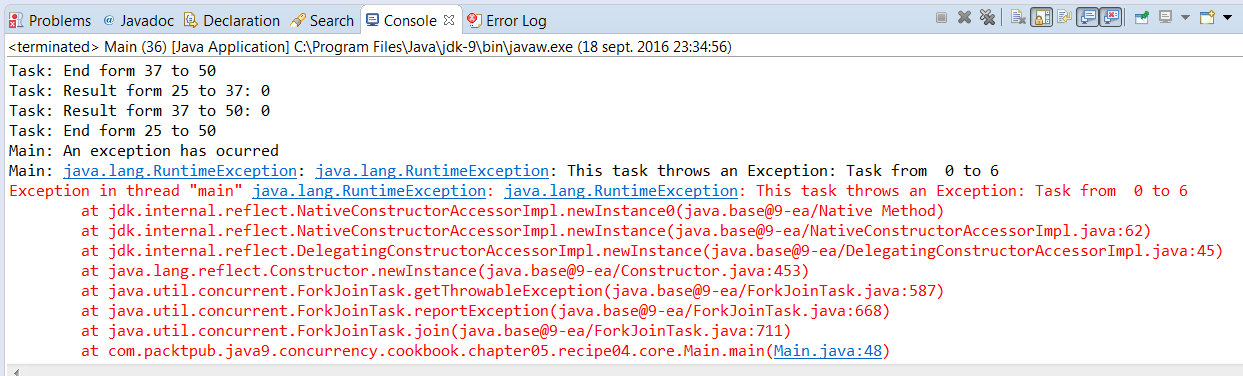 Problems @ Javadoc Declaration Search Console Error Log
<terminated> Main (36) [Java Application] C:\Program Files\Java\jdk-9\bin\javaw.exe (18 sept. 2016 23:34:56)
Task: End form 37 to 50
Task: Result form 25 to 37: 0
Task: Result form 37 to 50: 0
Task: End form 25 to 50
Main: An exception has ocurred
Main: java.lang.RuntimeException: java.lang.RuntimeException: This task throws an Exception: Task from  0 to 6
Exception in thread "main" java.lang.RuntimeException: java.lang.RuntimeException: This task throws an Exception: Task from  0 to 6
at jdk.internal.reflect.NativeConstructorAccessorImpl.newInstance0(java.base@9-ea/Native Method)
at jdk.internal.reflect.NativeConstructorAccessorImpl.newInstance(java.base@9-ea/NativeConstructorAccessorImpl.java:62)
at jdk.internal.reflect.DelegatingConstructorAccessorImpl.newInstance(java.base@9-ea/DelegatingConstructorAccessorImpl.java:45)
at java.lang.reflect.Constructor.newInstance(java.base@9-ea/Constructor.java:453)
at java.util.concurrent.ForkJoinTask.getThrowableException(java.base@9-ea/ForkJoinTask.java:587)
at java.util.concurrent.ForkJoinTask.reportException(java.base@9-ea/ForkJoinTask.java:668)
at java.util.concurrent.ForkJoinTask.join(java.base@9-ea/ForkJoinTask.java:711)
at com.packtpub.java9.concurrency.cookbook.chapter05.recipe04.core.Main.main(Main.java:48)